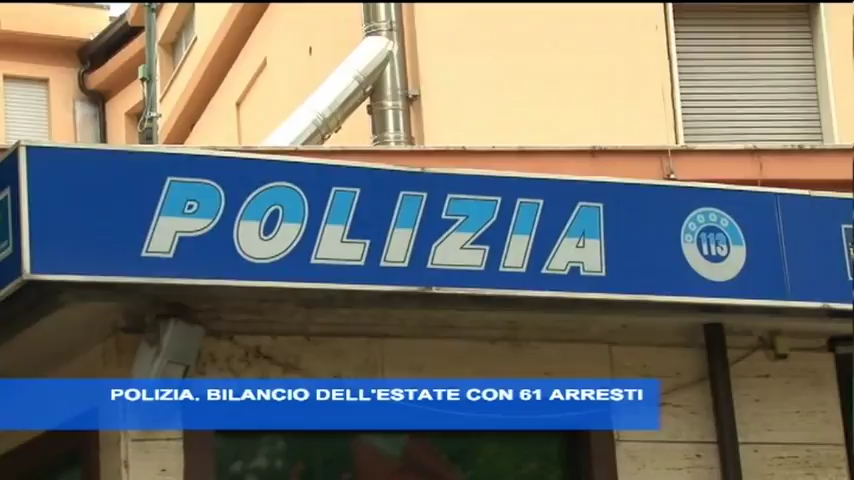 POLIZIA
113
POLIZIA. BILANCIO DELL'ESTATE CON 61 ARRESTI